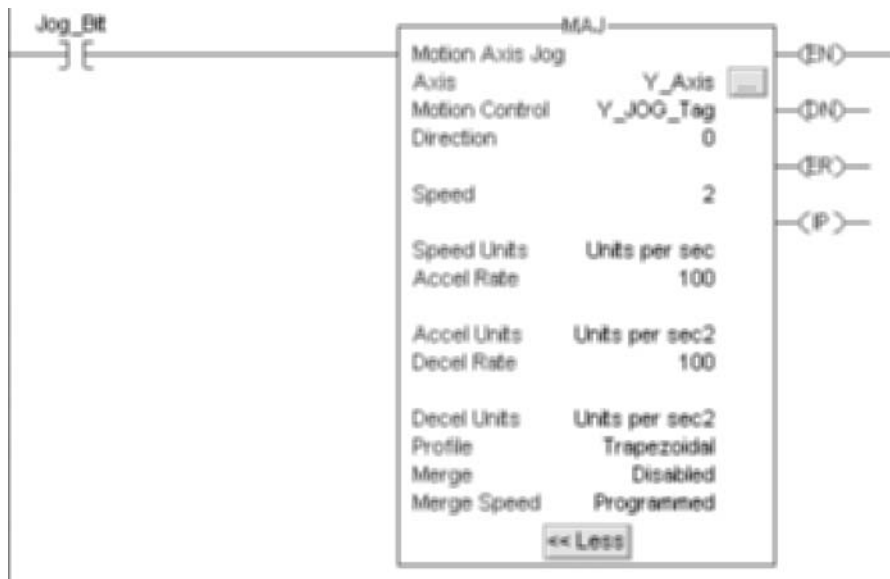 Jog_Bit
MAJ
Motion Axis Jog
Axis Y_Axis ...
Motion Control Y_JOG_Tag
Direction 0
Speed 2
Speed Units Units per sec
Accel Rate 100
Accel Units Units per sec2
Decel Rate 100
Decel Units Units per sec2
Profile Trapezoidal
Merge Disabled
Merge Speed Programmed
<< Less
EN
DN
ER
IP